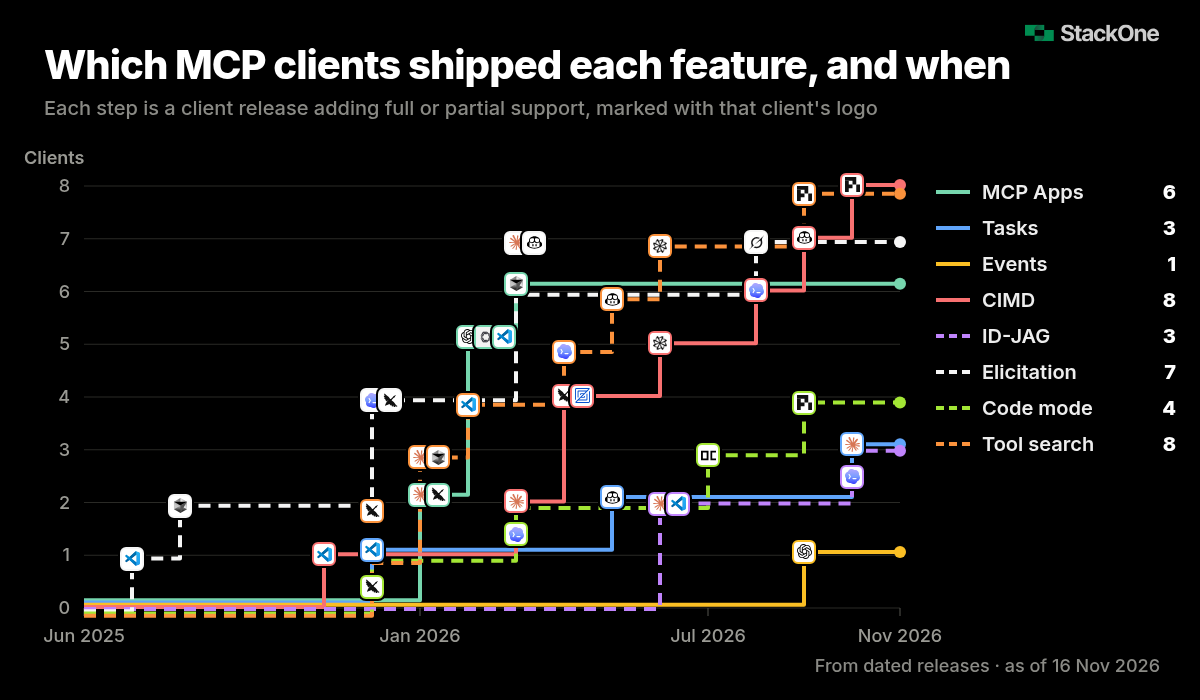 StackOne
Which MCP clients shipped each feature, and when
Each step is a client release adding full or partial support, marked with that client's logo
Clients
8
7
6
5
4
3
2
1
0
Jun 2025
Jan 2026
Jul 2026
Nov 2026
MCP Apps 6
Tasks 3
Events 1
CIMD 8
ID-JAG 3
Elicitation 7
Code mode 4
Tool search 8
From dated releases · as of 16 Nov 2026